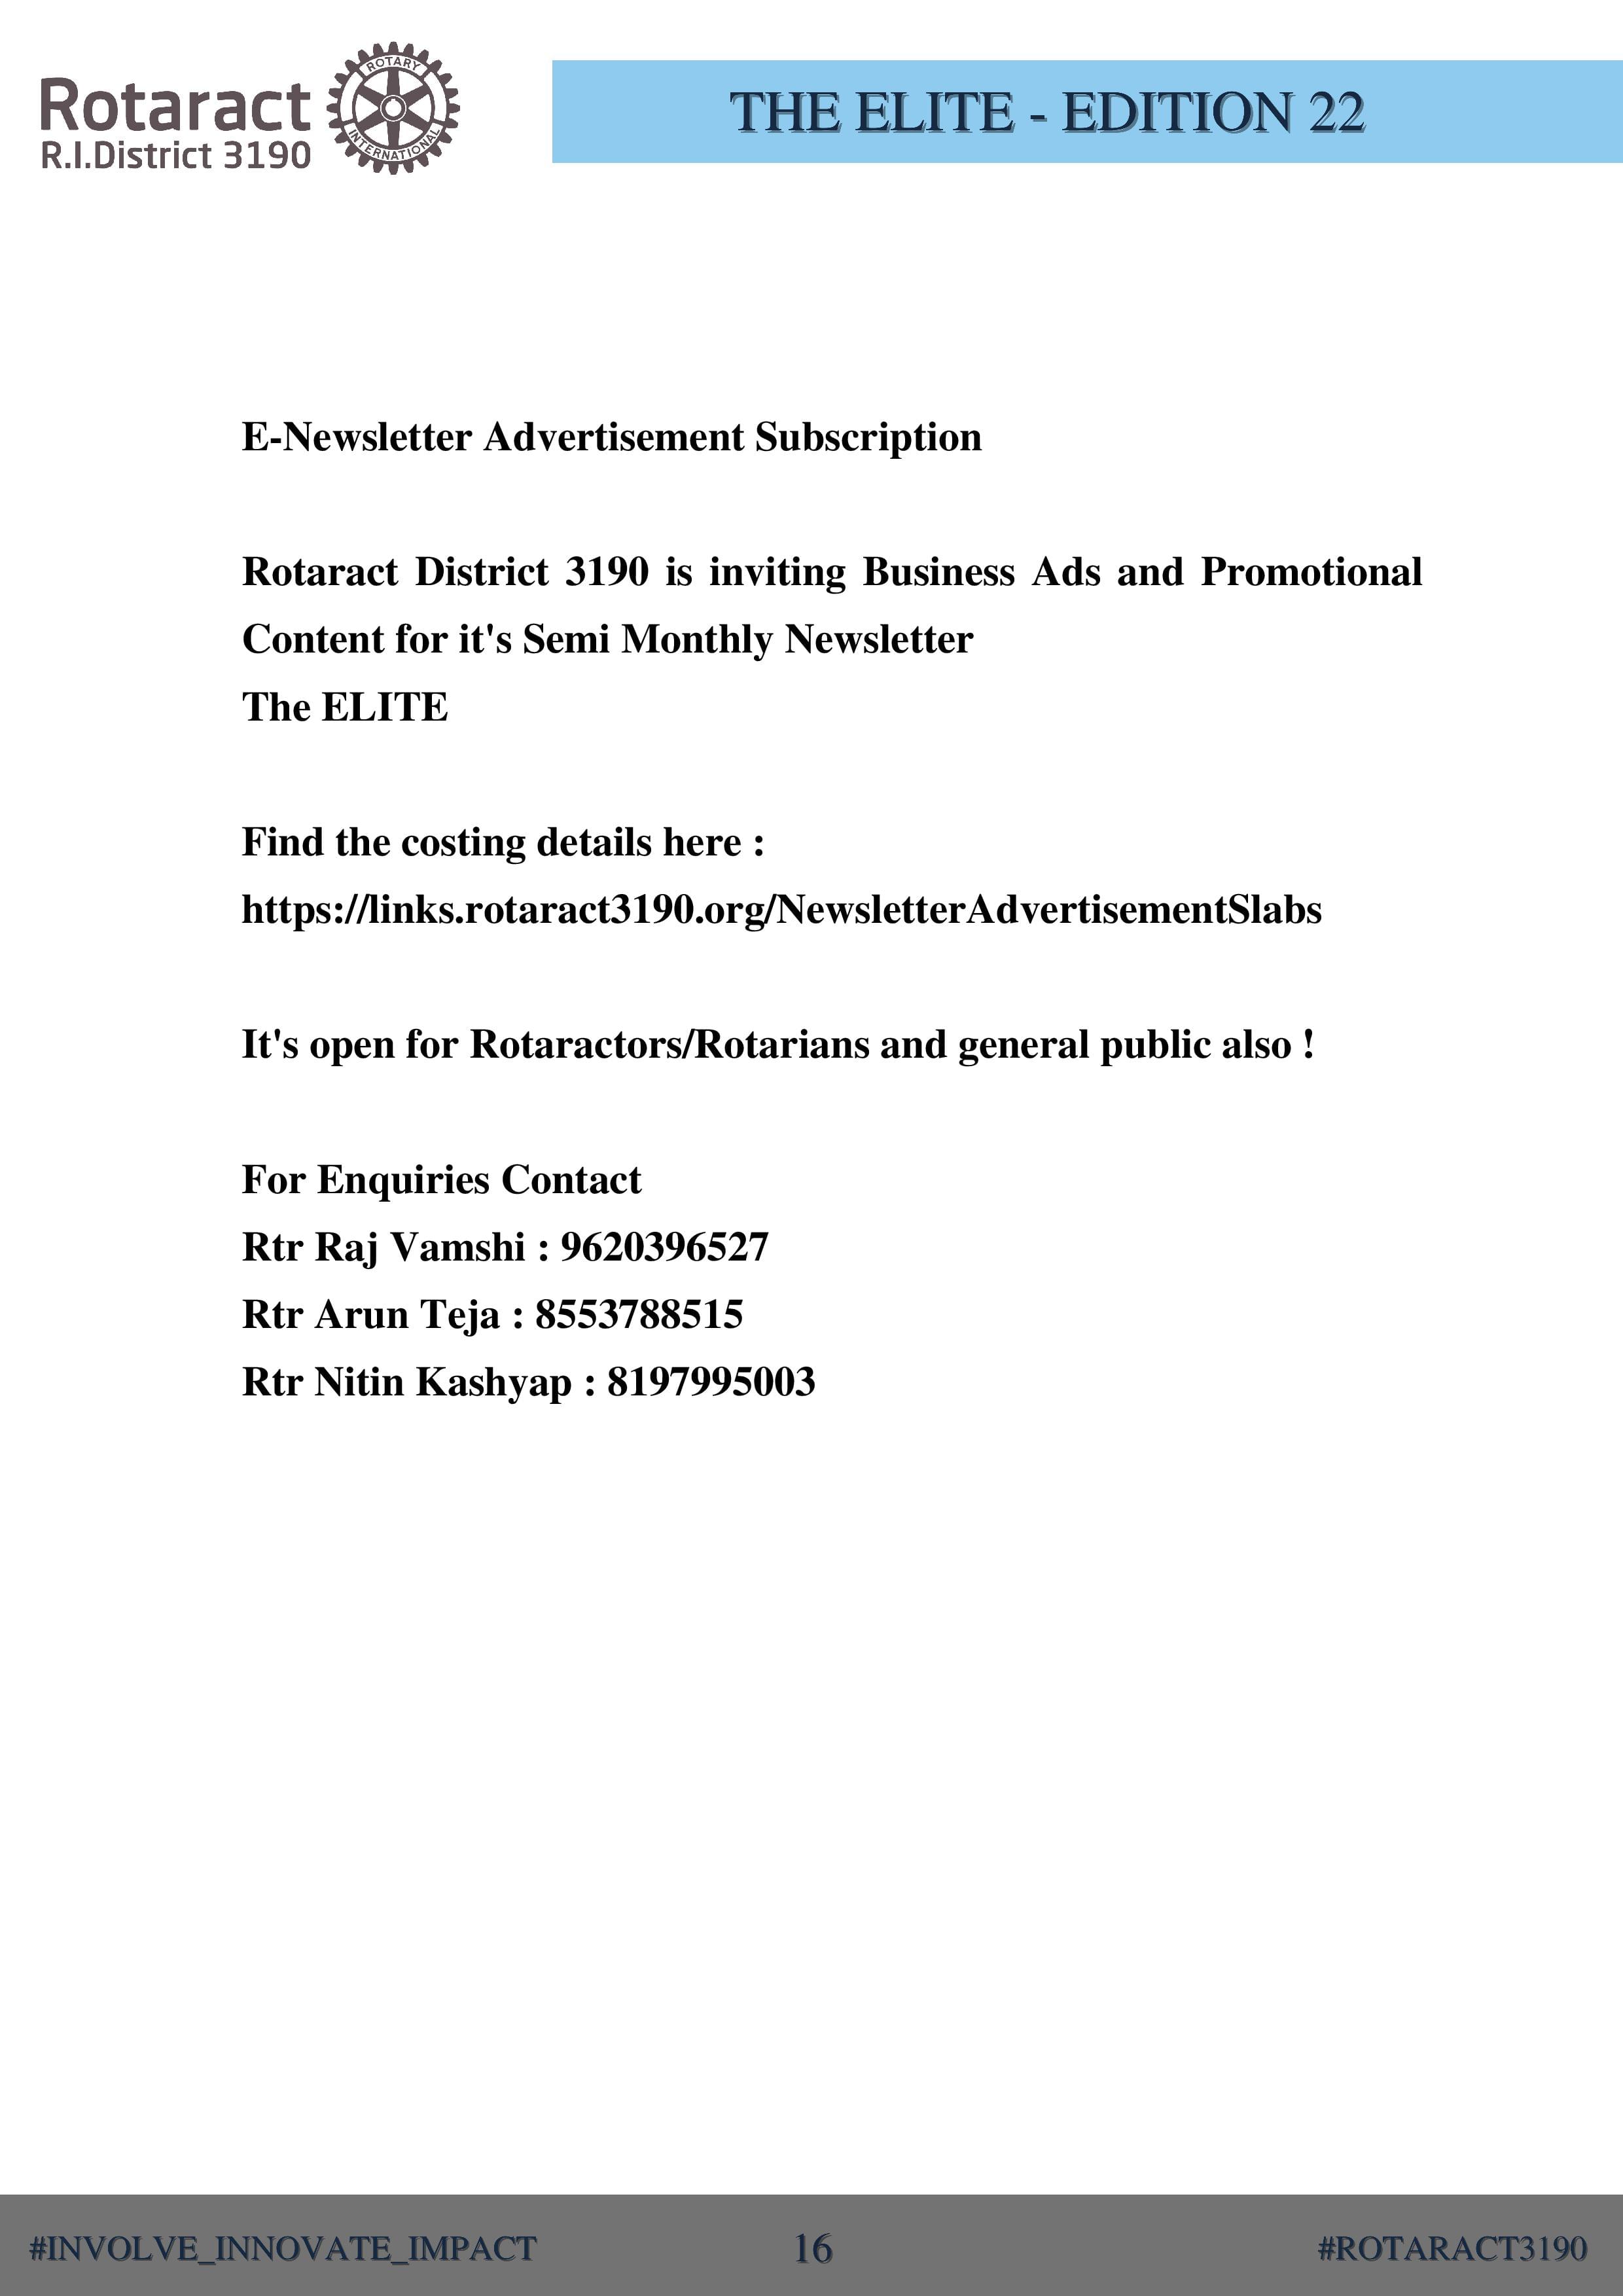 Rotaract
R.I.District 3190
ROTARY
INTERNATIONAL
THE ELITE - EDITION 22
E-Newsletter Advertisement Subscription
Rotaract District 3190 is inviting Business Ads and Promotional
Content for it's Semi Monthly Newsletter
The ELITE
Find the costing details here :
https://links.rotaract3190.org/NewsletterAdvertisementSlabs
It's open for Rotaractors/Rotarians and general public also !
For Enquiries Contact
Rtr Raj Vamshi : 9620396527
Rtr Arun Teja : 8553788515
Rtr Nitin Kashyap : 8197995003
#INVOLVE_INNOVATE_IMPACT
16
#ROTARACT3190